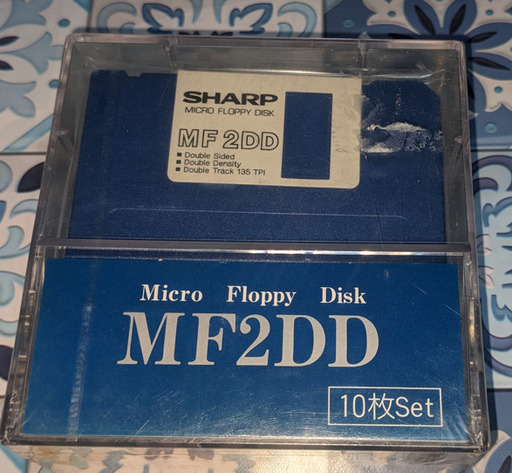 SHARP
MICRO FLOPPY DISK
MF 2DD
■ Double Sided
■ Double Density
■ Double Track 135 TPI
Micro Floppy Disk
MF2DD
10枚Set